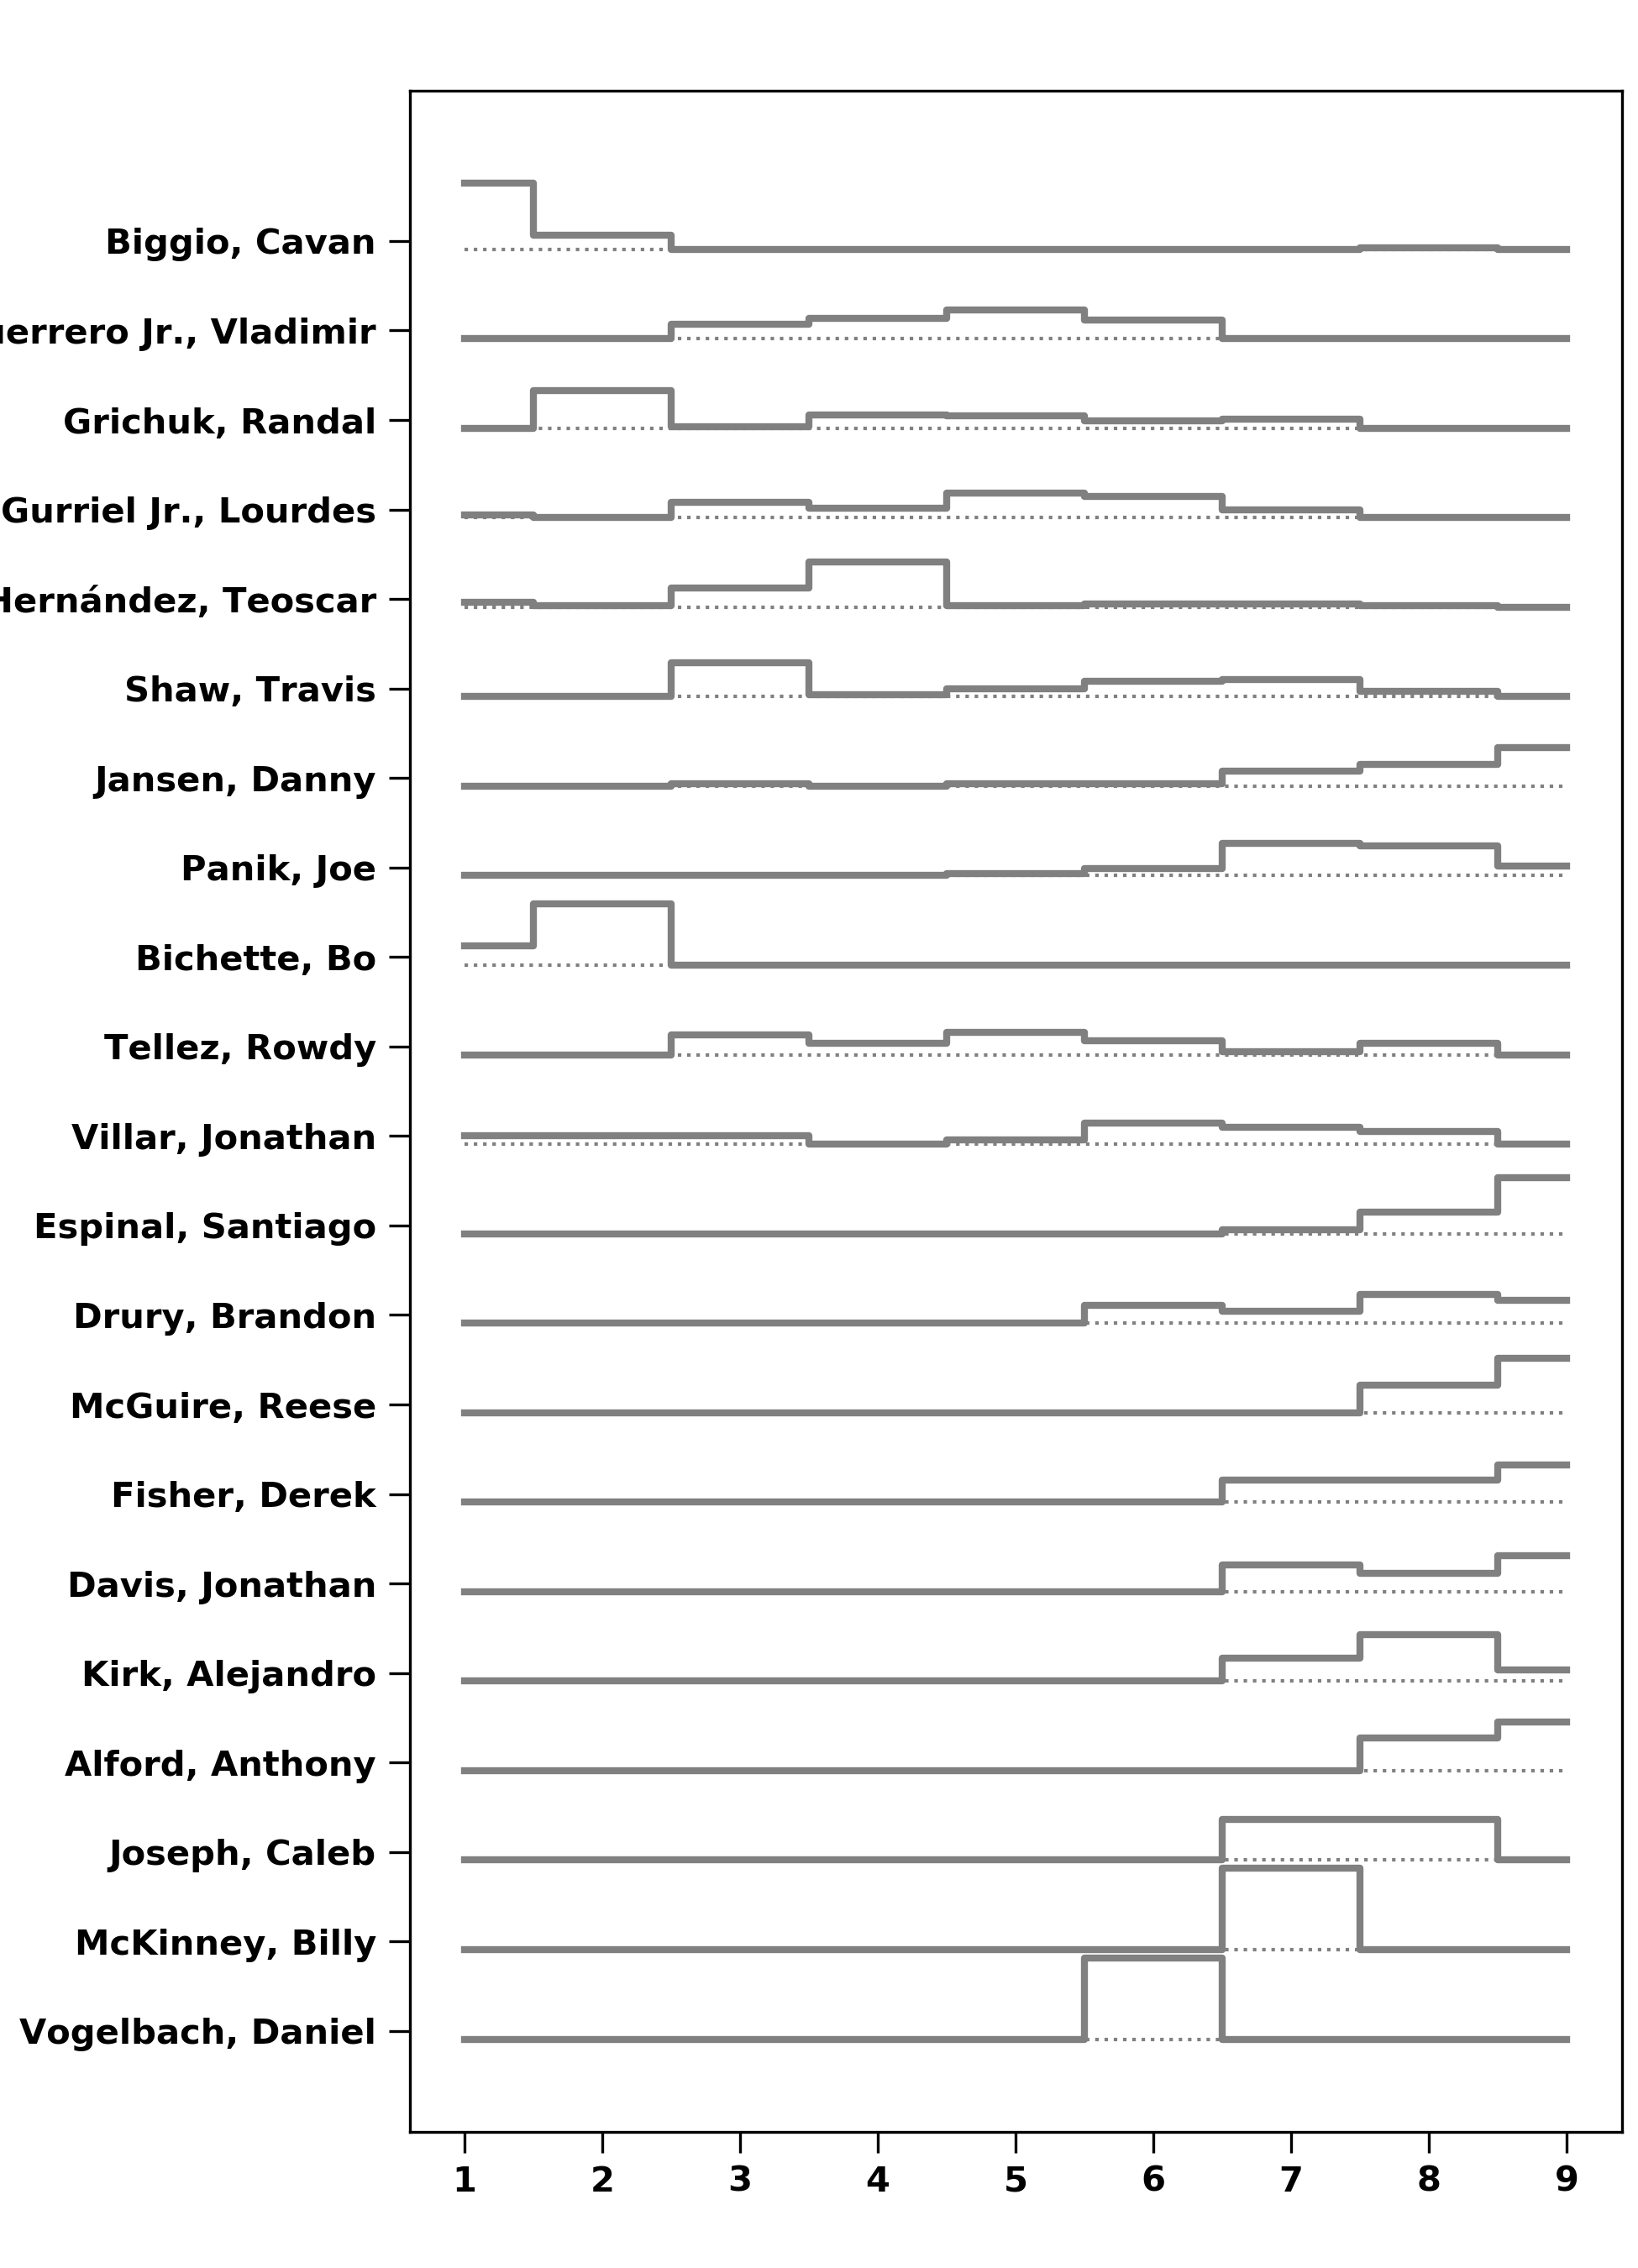 Biggio, Cavan
errero Jr., Vladimir
Grichuk, Randal
Gurriel Jr., Lourdes
Hernández, Teoscar
Shaw, Travis
Jansen, Danny
Panik, Joe
Bichette, Bo
Tellez, Rowdy
Villar, Jonathan
Espinal, Santiago
Drury, Brandon
McGuire, Reese
Fisher, Derek
Davis, Jonathan
Kirk, Alejandro
Alford, Anthony
Joseph, Caleb
McKinney, Billy
Vogelbach, Daniel
1 2 3 4 5 6 7 8 9